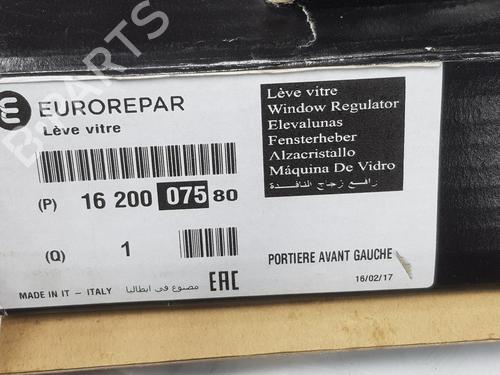 EUROREPAR
Lève vitre
Lève vitre
Window Regulator
Elevalunas
Fensterheber
Alzacristallo
Máquina De Vidro
رافع زجاج النافذة
(P) 16 200 075 80
(Q) 1
PORTIERE AVANT GAUCHE
16/02/17
MADE IN IT - ITALY مصنوع في ايطاليا EAC